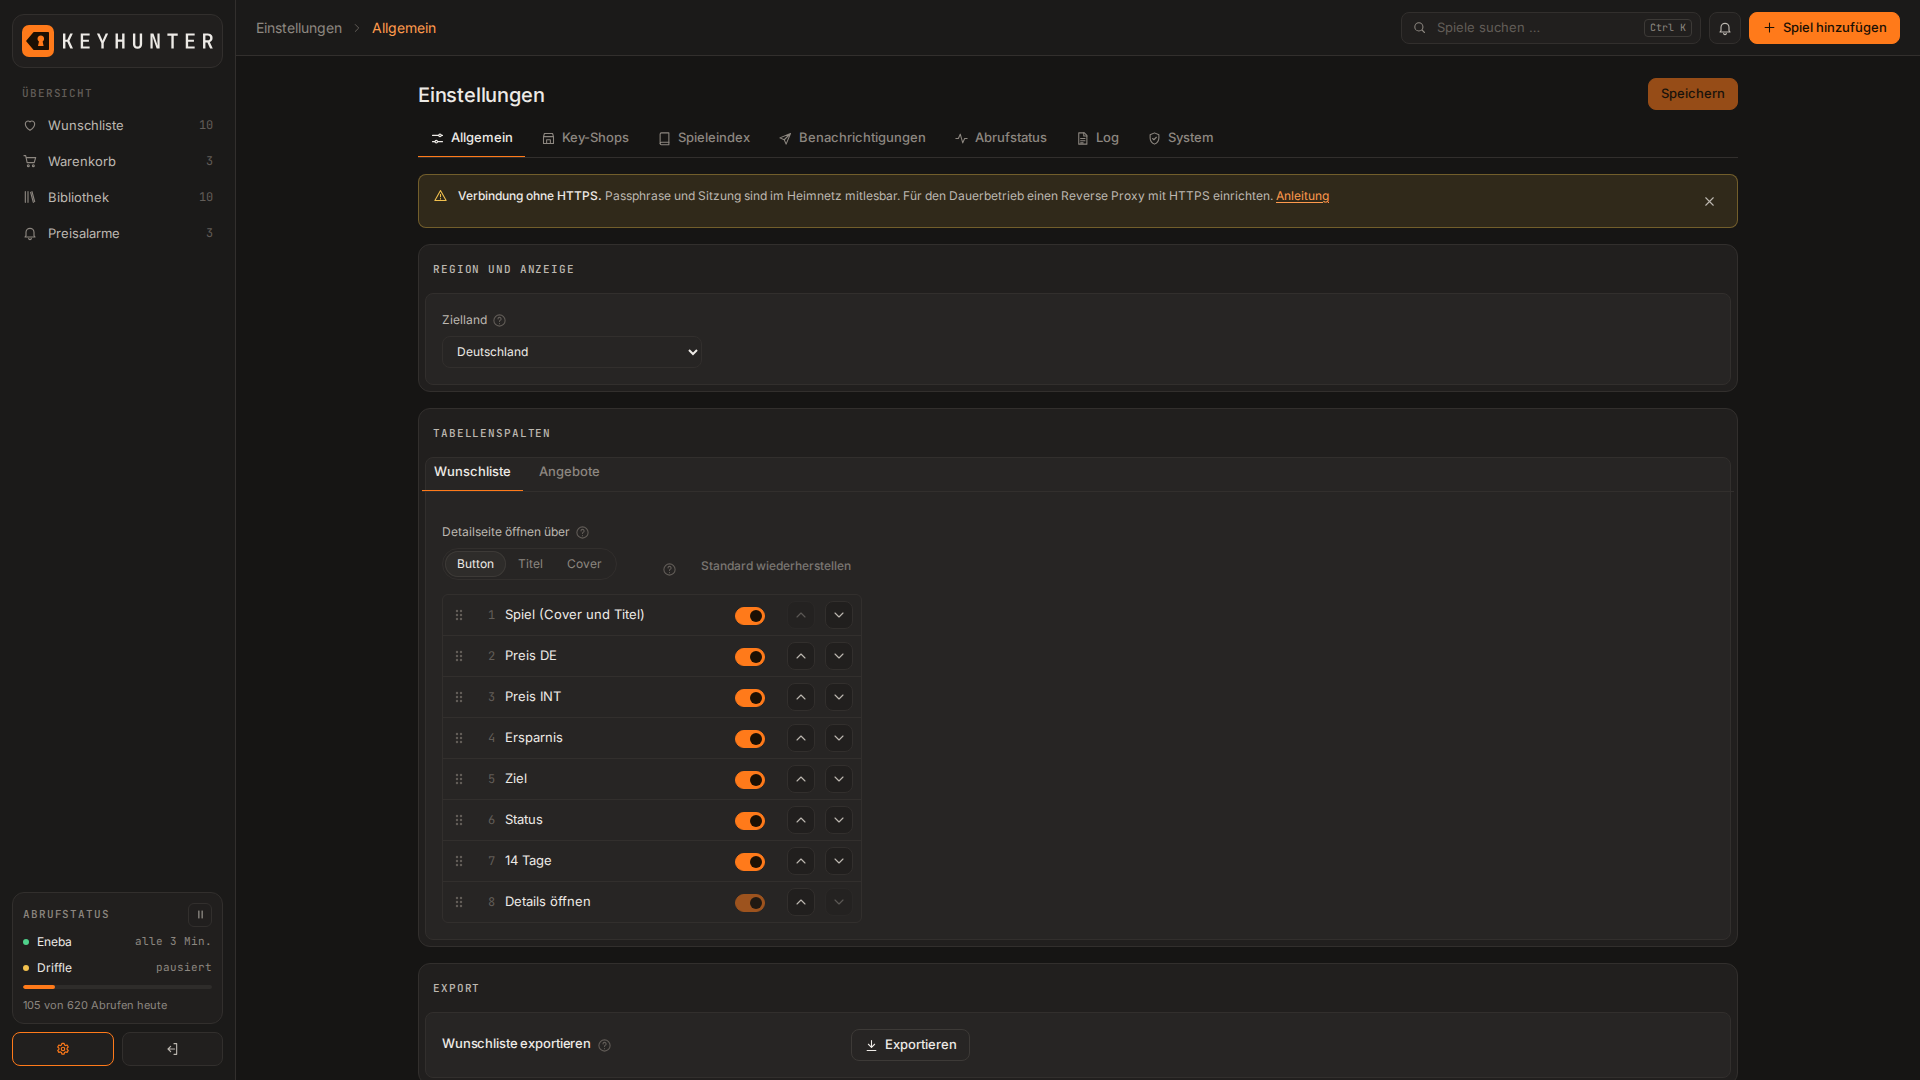 KEYHUNTER
ÜBERSICHT
Wunschliste 10
Warenkorb 3
Bibliothek 10
Preisalarme 3
ABRUFSTATUS
Eneba alle 3 Min.
Driffle pausiert
105 von 620 Abrufen heute
Einstellungen Allgemein
Spiele suchen ... Ctrl K
Spiel hinzufügen
Einstellungen
Speichern
Allgemein Key-Shops Spieleindex Benachrichtigungen Abrufstatus Log System
Verbindung ohne HTTPS. Passphrase und Sitzung sind im Heimnetz mitlesbar. Für den Dauerbetrieb einen Reverse Proxy mit HTTPS einrichten. Anleitung
REGION UND ANZEIGE
Zielland
Deutschland
TABELLENSPALTEN
Wunschliste Angebote
Detailseite öffnen über
Button Titel Cover Standard wiederherstellen
1 Spiel (Cover und Titel)
2 Preis DE
3 Preis INT
4 Ersparnis
5 Ziel
6 Status
7 14 Tage
8 Details öffnen
EXPORT
Wunschliste exportieren Exportieren